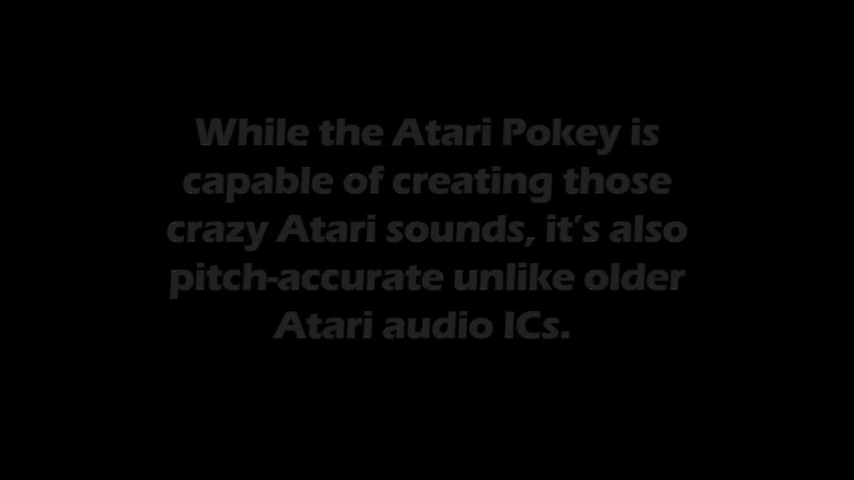 While the Atari Pokey is
capable of creating those
crazy Atari sounds, it's also
pitch-accurate unlike older
Atari audio ICs.